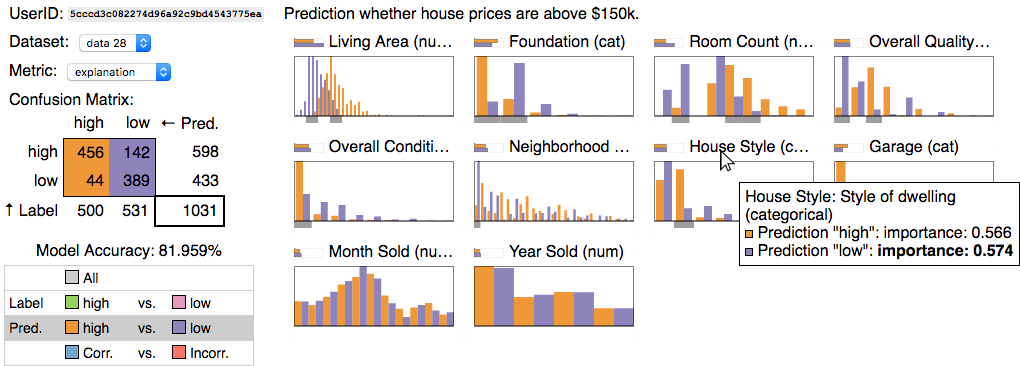 UserID: 5cccd3c082274d96a92c9bd4543775ea
Prediction whether house prices are above $150k.
Dataset: data 28
Metric: explanation
Confusion Matrix:
high low ← Pred.
high 456 142 598
low 44 389 433
↑ Label 500 531 1031
Model Accuracy: 81.959%
All
Label high vs. low
Pred. high vs. low
Corr. vs. Incorr.
Living Area (nu...
Foundation (cat)
Room Count (n...
Overall Quality...
Overall Conditi...
Neighborhood ...
House Style (c...
Garage (cat)
House Style: Style of dwelling
(categorical)
Prediction "high": importance: 0.566
Prediction "low": importance: 0.574
Month Sold (num)
Year Sold (num)